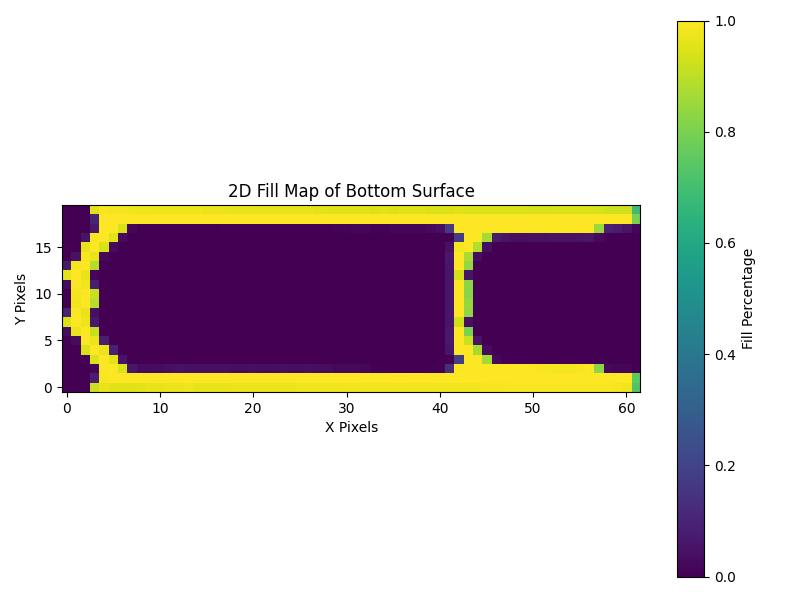 2D Fill Map of Bottom Surface
Y Pixels
15
10
5
0
0 10 20 30 40 50 60
X Pixels
1.0
0.8
0.6
0.4
0.2
0.0
Fill Percentage